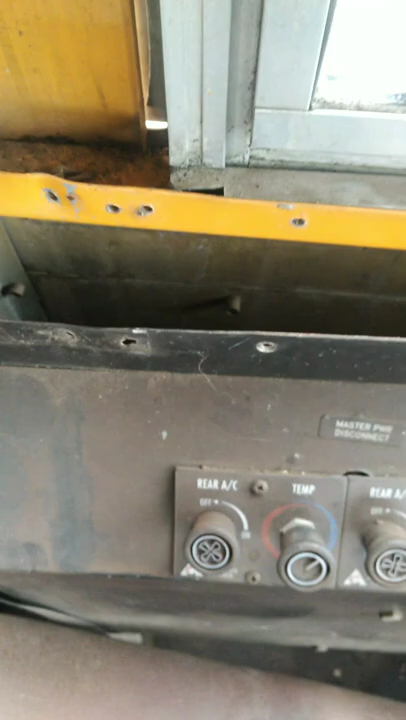 MASTER PWR
DISCONNECT
REAR A/C
TEMP
REAR A/
OFF
OFF